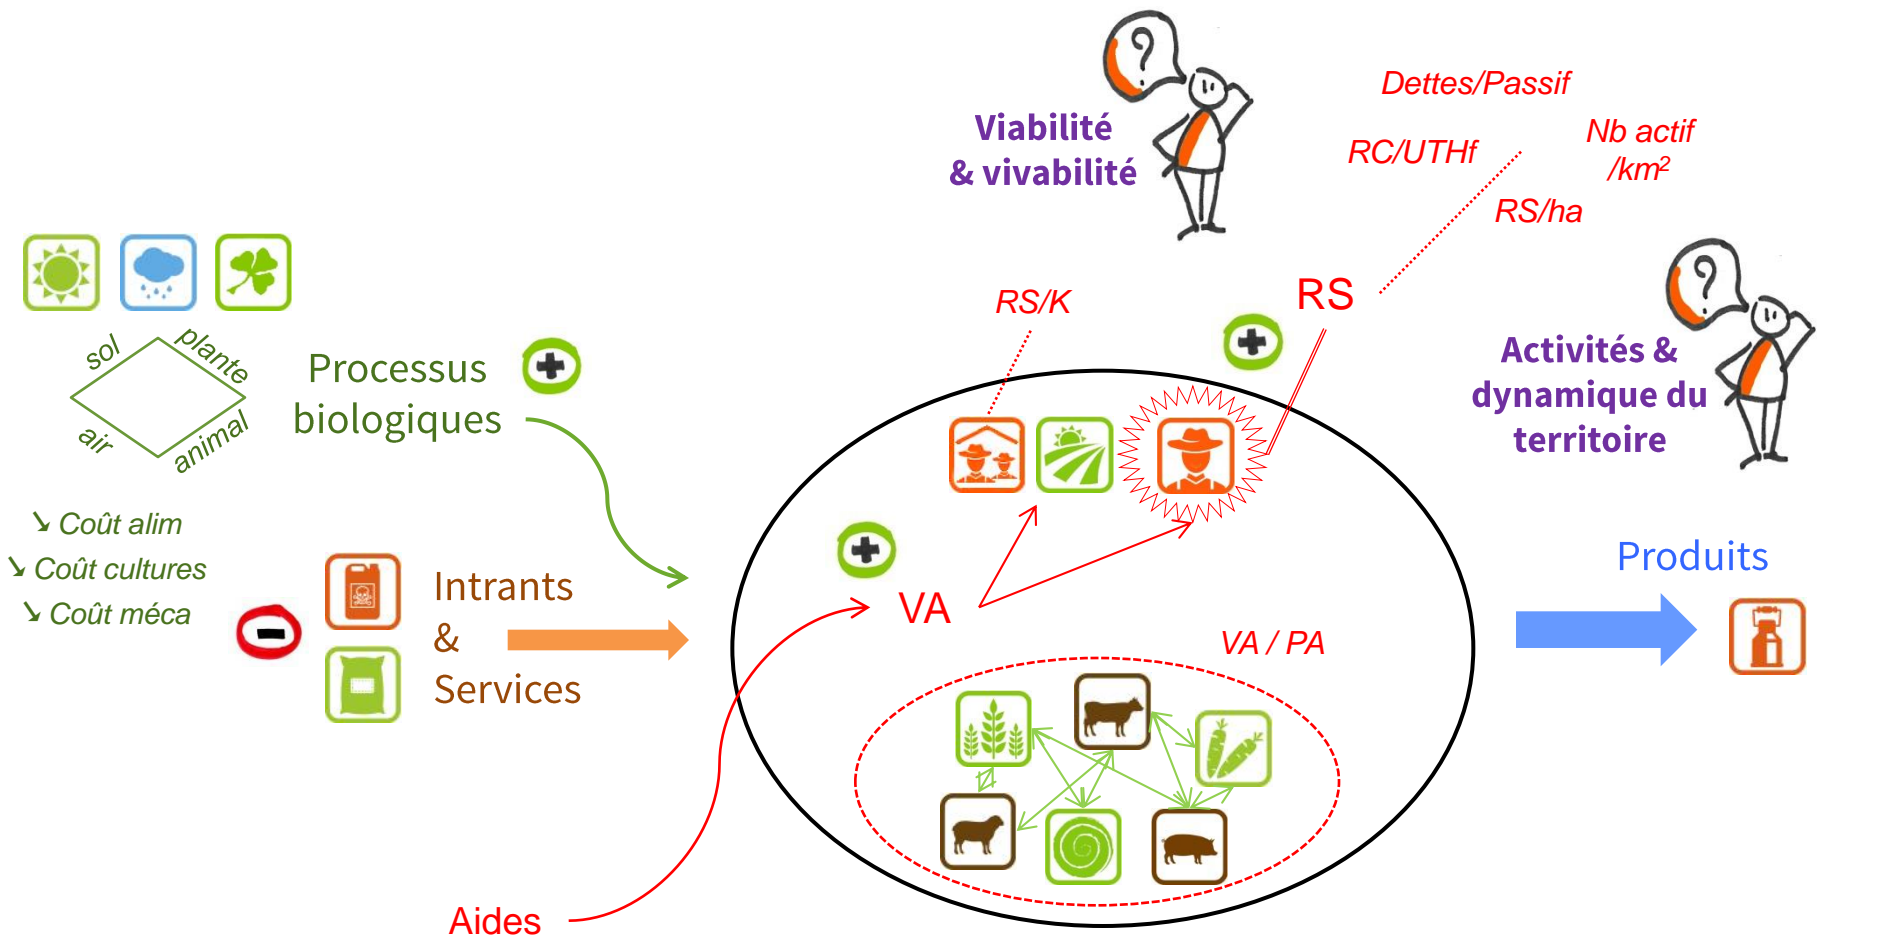 Dettes/Passif
Viabilité
& vivabilité
RC/UTHf
Nb actif
/km²
RS/ha
RS/K
RS
sol
plante
air
animal
Processus
biologiques
Activités &
dynamique du
territoire
↘ Coût alim
↘ Coût cultures
↘ Coût méca
Intrants
&
Services
VA
VA / PA
Produits
Aides